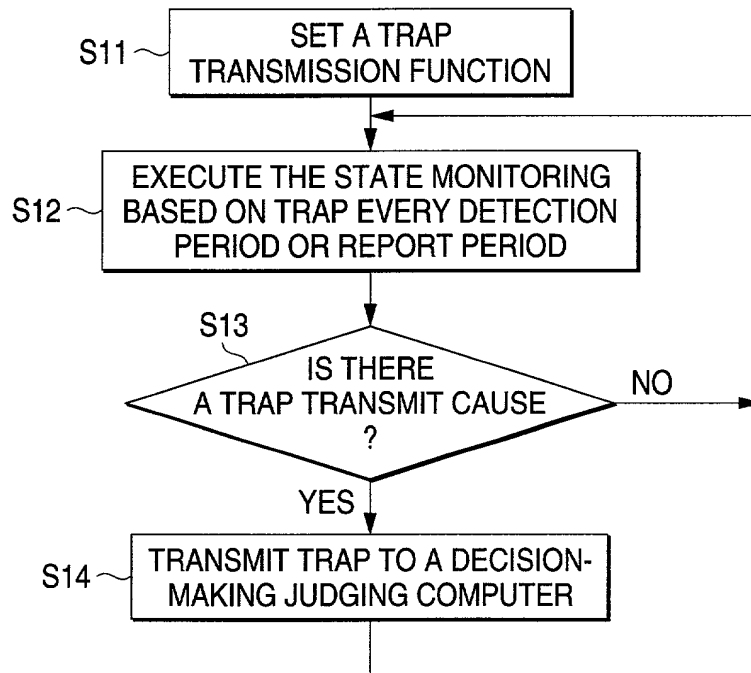 S11
SET A TRAP
TRANSMISSION FUNCTION
S12
EXECUTE THE STATE MONITORING
BASED ON TRAP EVERY DETECTION
PERIOD OR REPORT PERIOD
S13
IS THERE
A TRAP TRANSMIT CAUSE
?
NO
YES
S14
TRANSMIT TRAP TO A DECISION-
MAKING JUDGING COMPUTER